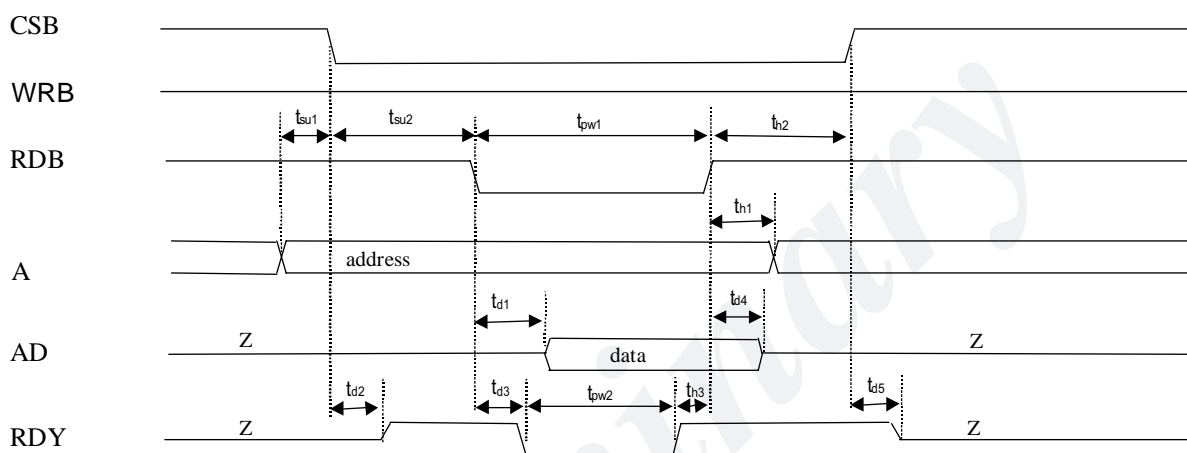 CSB
WRB
tsu1 tsu2 tpw1 th2
RDB
th1
A address
td1 td4
AD Z data Z
td2 td3 tpw2 th3 td5
RDY Z Z
inary